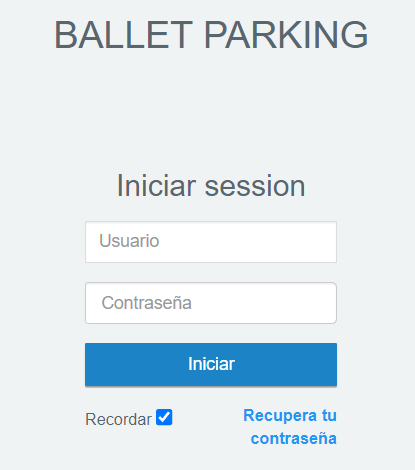 BALLET PARKING
Iniciar session
Usuario
Contraseña
Iniciar
Recordar
Recupera tu
contraseña